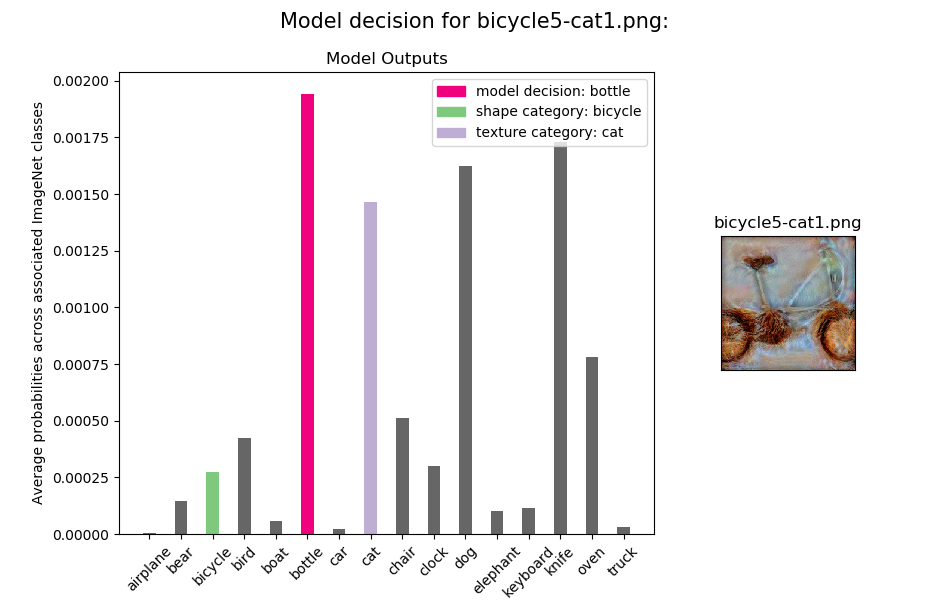 Model decision for bicycle5-cat1.png:
Model Outputs
model decision: bottle
shape category: bicycle
texture category: cat
Average probabilities across associated ImageNet classes
0.00200
0.00175
0.00150
0.00125
0.00100
0.00075
0.00050
0.00025
0.00000
airplane
bear
bicycle
bird
boat
bottle
car
cat
chair
clock
dog
elephant
keyboard
knife
oven
truck
bicycle5-cat1.png